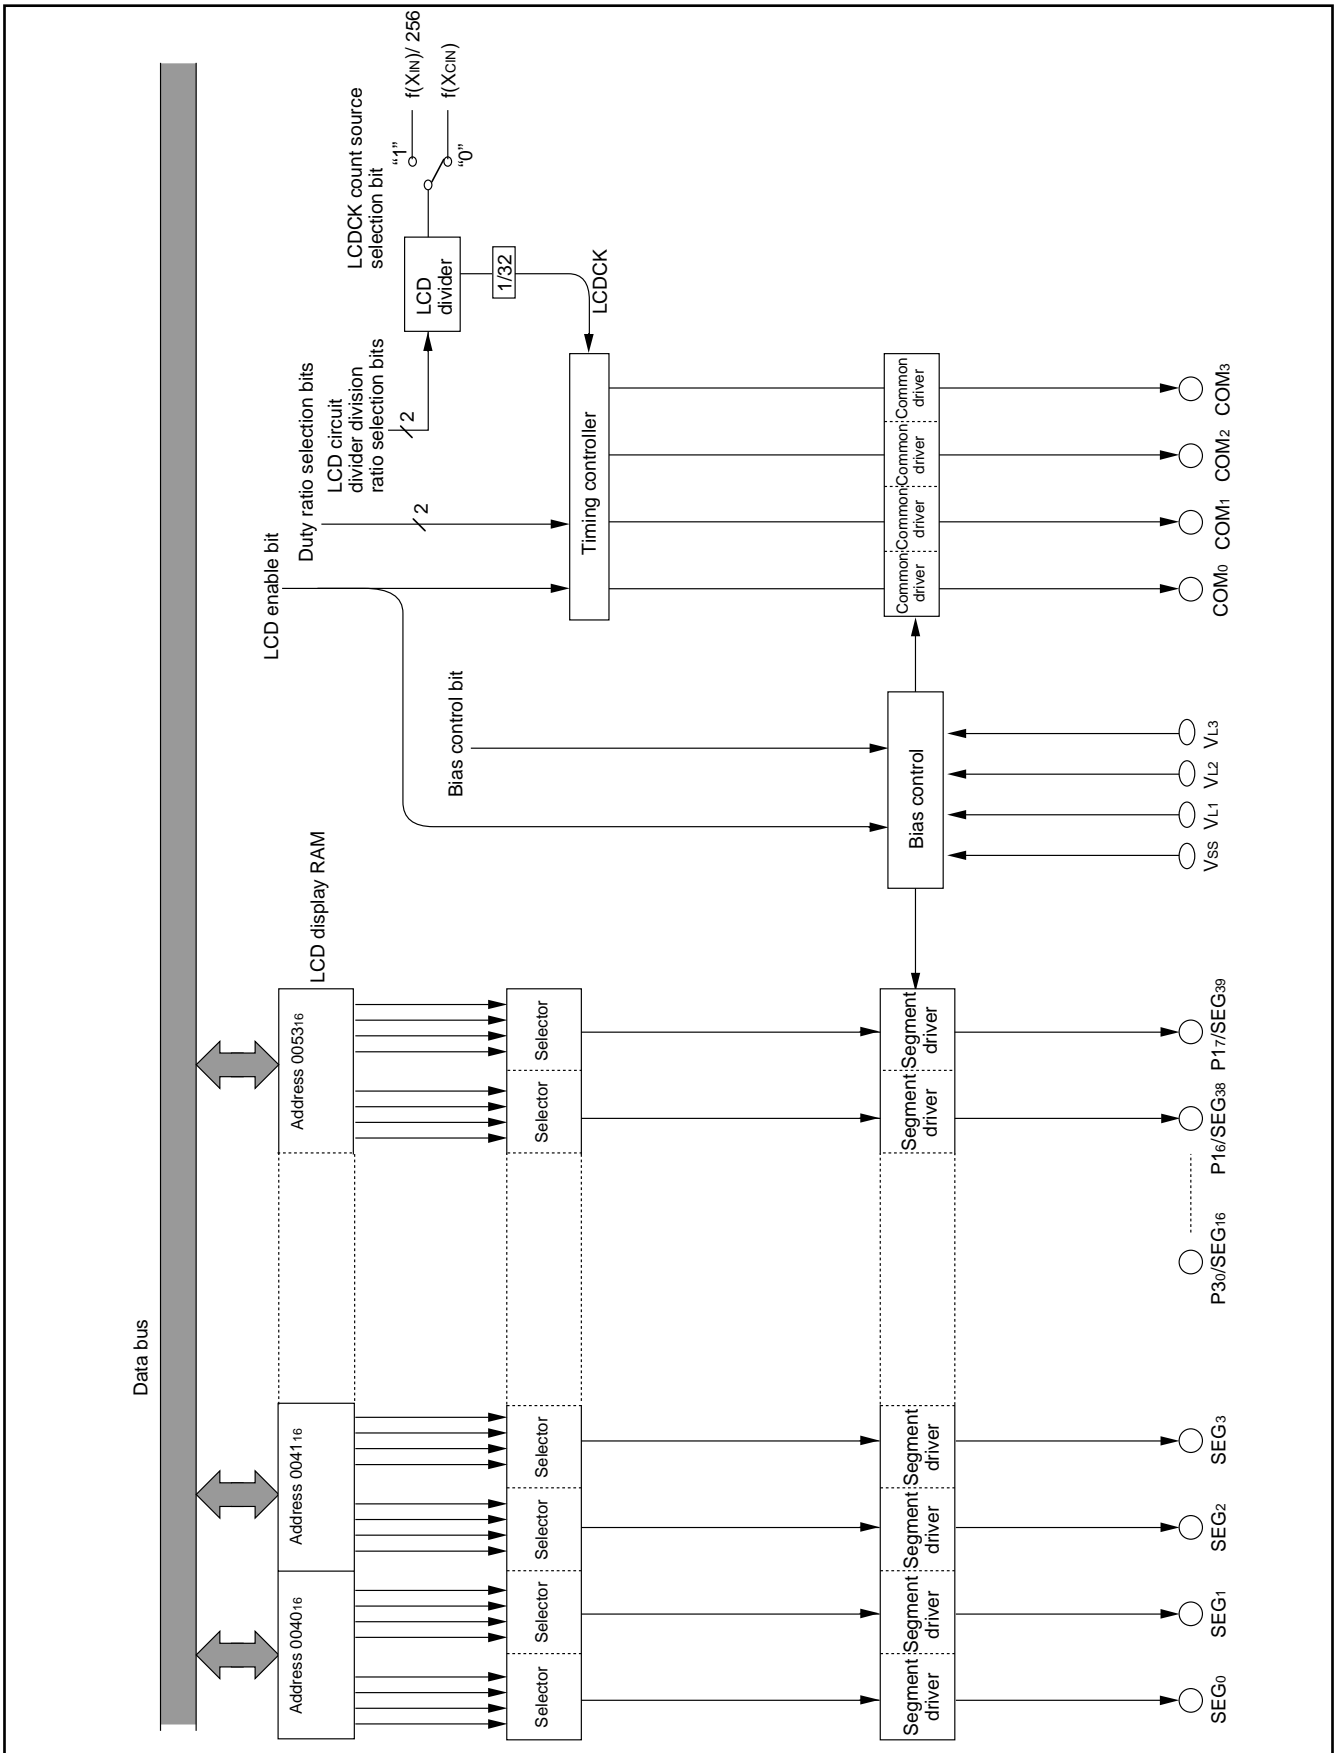 Data bus
LCD enable bit
Duty ratio selection bits
LCD circuit
divider division
ratio selection bits
2
2
LCDCK count source
selection bit
"1"
"0"
f(XIN)/ 256
f(XCIN)
LCD
divider
1/32
LCDCK
Timing controller
Bias control bit
LCD display RAM
Address 004016
Address 004116
Address 005316
Selector
Selector
Selector
Selector
Selector
Selector
Segment
driver
Segment
driver
Segment
driver
Segment
driver
Segment
driver
Segment
driver
Bias control
Common
driver
Common
driver
Common
driver
Common
driver
SEG0
SEG1
SEG2
SEG3
P30/SEG16
P16/SEG38
P17/SEG39
VSS
VL1
VL2
VL3
COM0
COM1
COM2
COM3